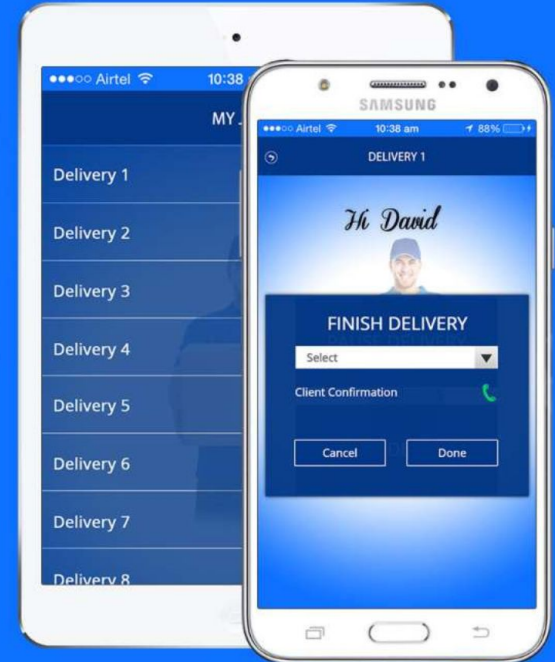 Airtel
10:38
MY
Delivery 1
Delivery 2
Delivery 3
Delivery 4
Delivery 5
Delivery 6
Delivery 7
Delivery 8
SAMSUNG
Airtel
10:38 am
88%
DELIVERY 1
Hi David
FINISH DELIVERY
Select
Client Confirmation
Cancel
Done